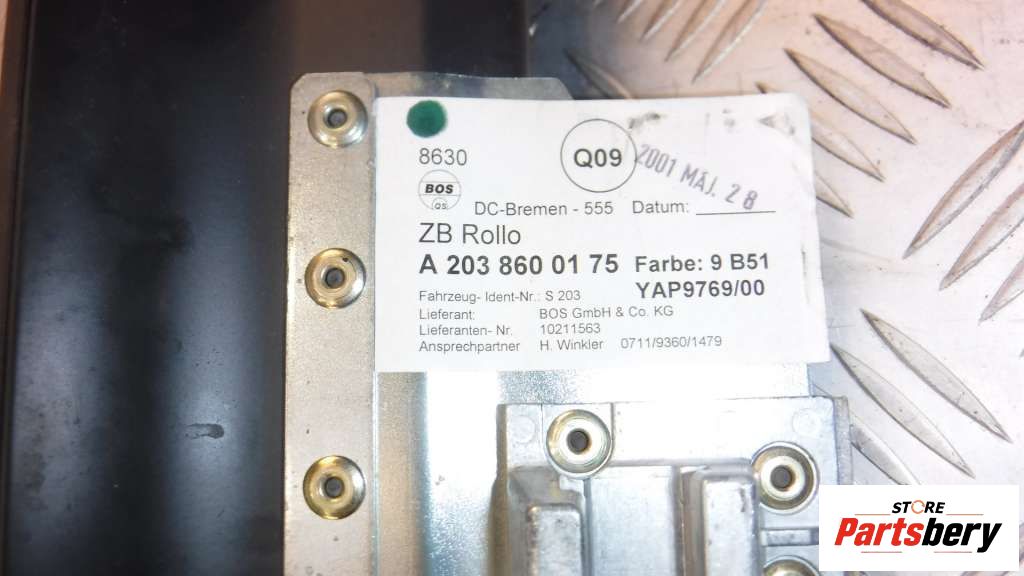 8630
Q09
2001 MÁJ. 28
BOS
QS
DC-Bremen - 555 Datum:
ZB Rollo
A 203 860 01 75 Farbe: 9 B51
YAP9769/00
Fahrzeug- Ident-Nr.: S 203
Lieferant: BOS GmbH & Co. KG
Lieferanten- Nr. 10211563
Ansprechpartner H. Winkler 0711/9360/1479
STORE
Partsbery